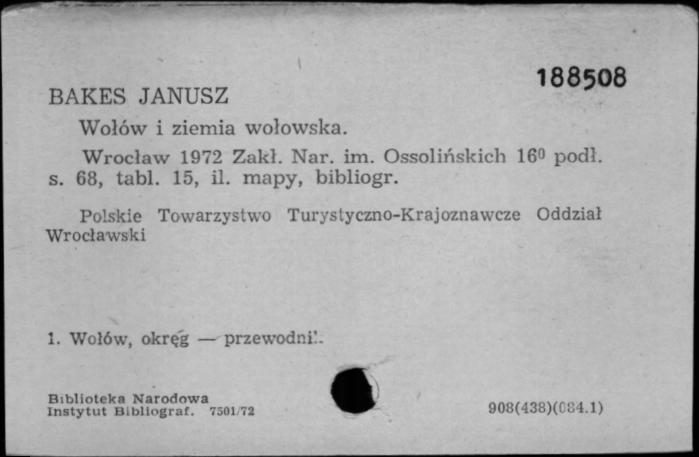 188508
BAKES JANUSZ
Wołów i ziemia wołowska.
Wrocław 1972 Zakł. Nar. im. Ossolińskich 16⁰ podł.
s. 68, tabl. 15, il. mapy, bibliogr.
Polskie Towarzystwo Turystyczno-Krajoznawcze Oddział
Wrocławski
1. Wołów, okręg —
Biblioteka Narodowa
Instytut Bibliograf. 7501/72
908(438)(084.1)